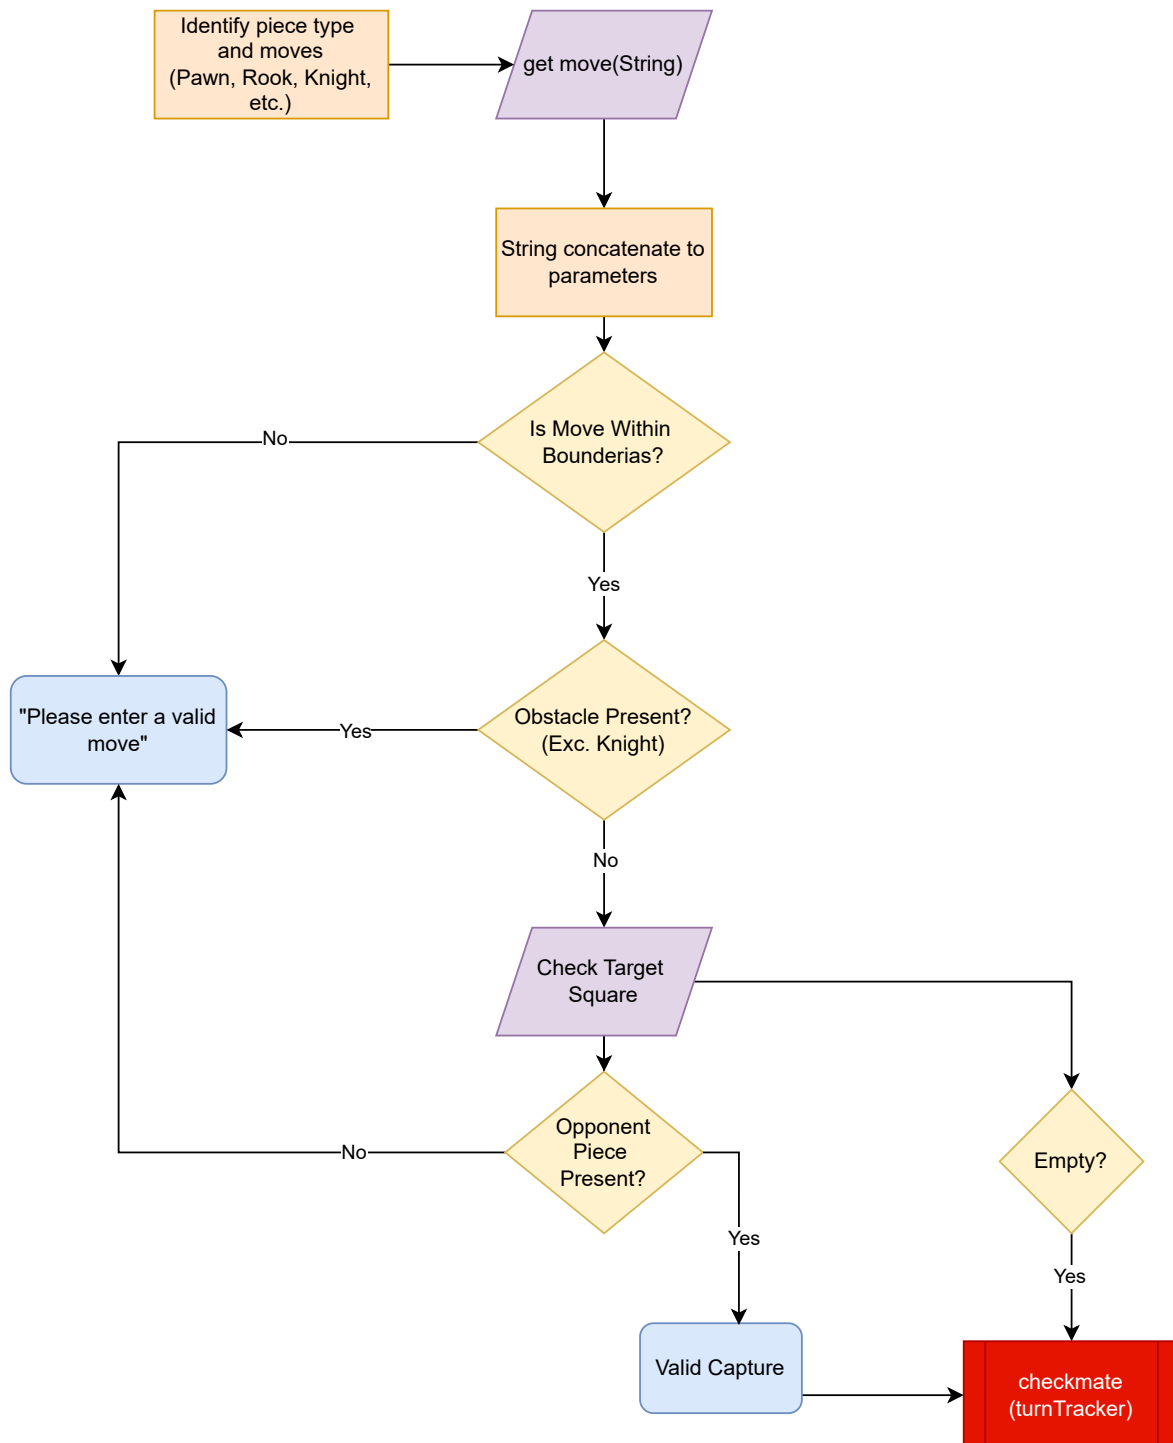 Identify piece type
and moves
(Pawn, Rook, Knight,
etc.)
get move(String)
String concatenate to
parameters
Is Move Within
Bounderias?
No
Yes
"Please enter a valid
move"
Yes
Obstacle Present?
(Exc. Knight)
No
Check Target
Square
Opponent
Piece
Present?
No
Empty?
Yes
Yes
Valid Capture
checkmate
(turnTracker)